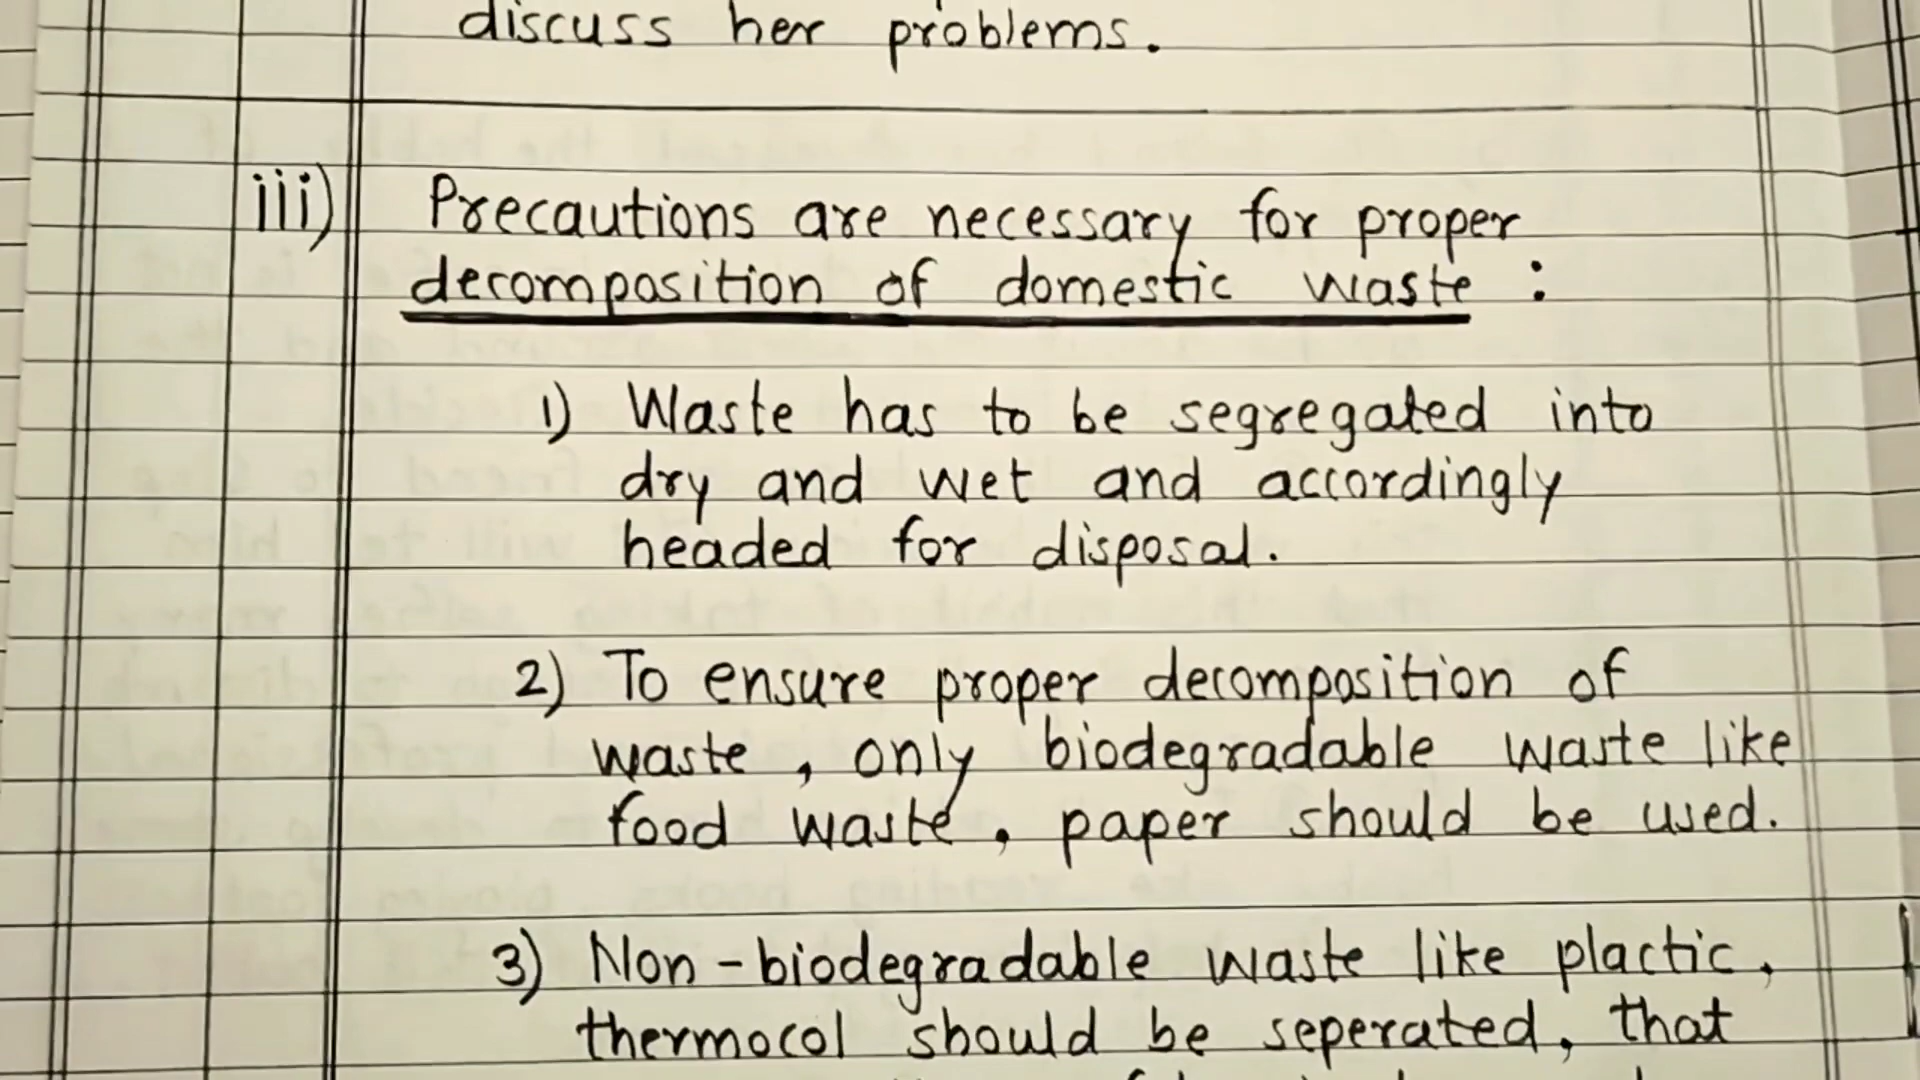 discuss her problems.
iii) Precautions are necessary for proper
decomposition of domestic waste :
1) Waste has to be segregated into
dry and wet and accordingly
headed for disposal.
2) To ensure proper decomposition of
waste, only biodegradable waste like
food waste, paper should be used.
3) Non-biodegradable waste like plactic,
thermocol should be seperated, that